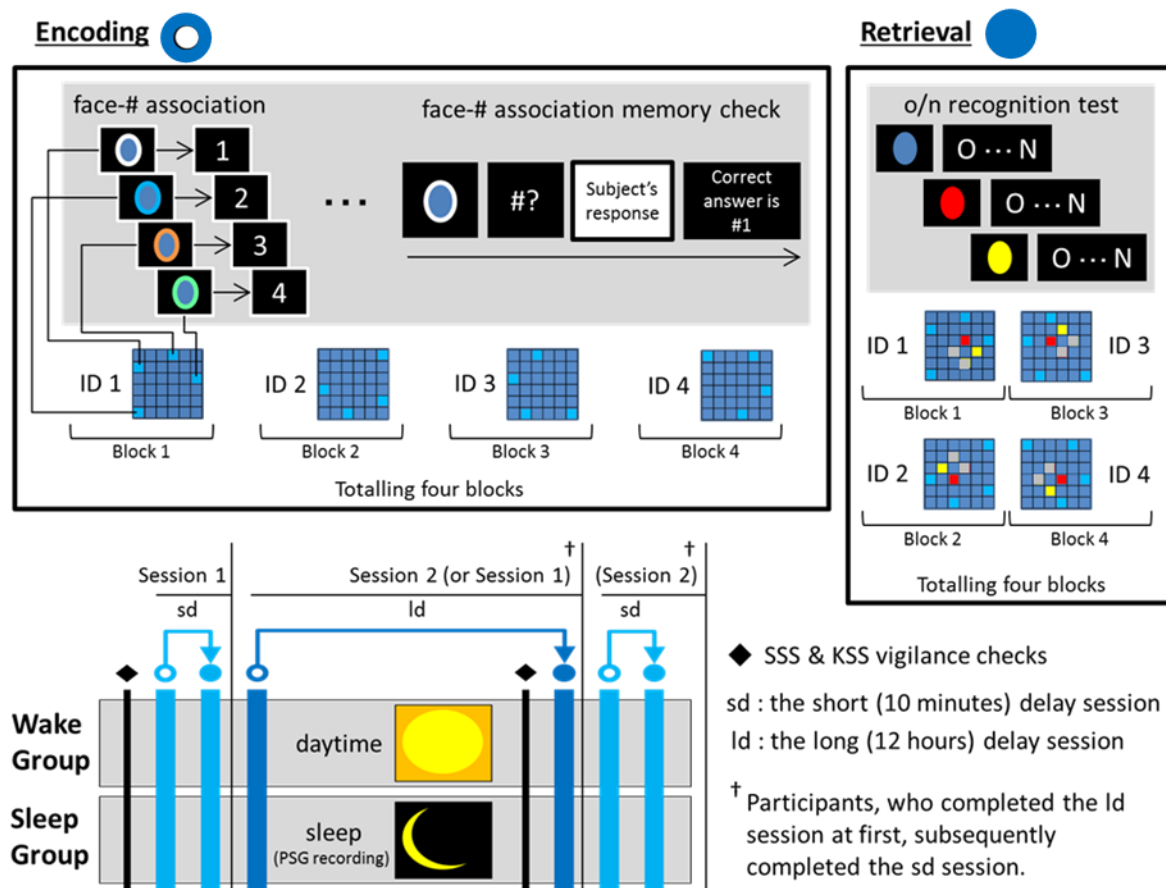 Encoding
face-# association
1
2
3
4
...
face-# association memory check
#?
Subject's
response
Correct
answer is
#1
ID 1
Block 1
ID 2
Block 2
ID 3
Block 3
ID 4
Block 4
Totalling four blocks
Retrieval
o/n recognition test
O ··· N
O ··· N
O ··· N
ID 1
Block 1
ID 3
Block 3
ID 2
Block 2
ID 4
Block 4
Totalling four blocks
Session 1
sd
Session 2 (or Session 1)†
ld
(Session 2)†
sd
Wake
Group
daytime
Sleep
Group
sleep
(PSG recording)
◆ SSS & KSS vigilance checks
sd : the short (10 minutes) delay session
ld : the long (12 hours) delay session
† Participants, who completed the ld
session at first, subsequently
completed the sd session.